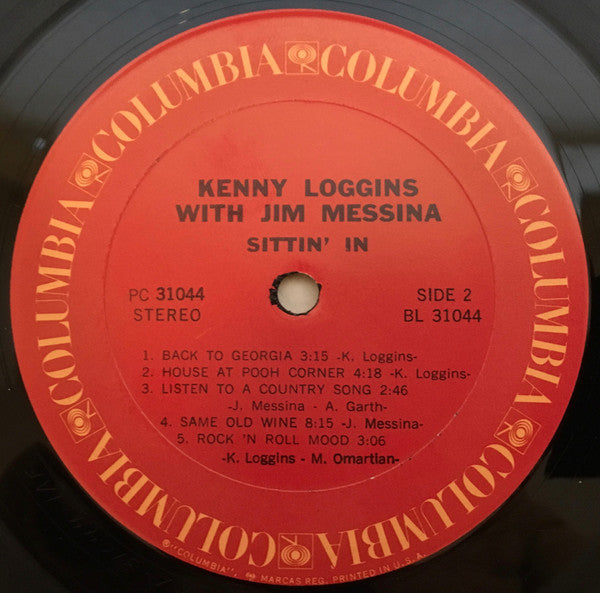 COLUMBIA COLUMBIA COLUMBIA COLUMBIA COLUMBIA COLUMBIA
KENNY LOGGINS
WITH JIM MESSINA
SITTIN' IN
PC 31044
STEREO
SIDE 2
BL 31044
1. BACK TO GEORGIA 3:15 -K. Loggins-
2. HOUSE AT POOH CORNER 4:18 -K. Loggins-
3. LISTEN TO A COUNTRY SONG 2:46
-J. Messina - A. Garth-
4. SAME OLD WINE 8:15 -J. Messina-
5. ROCK 'N ROLL MOOD 3:06
-K. Loggins - M. Omartian-
℗"COLUMBIA", MARCAS REG. PRINTED IN U.S.A.